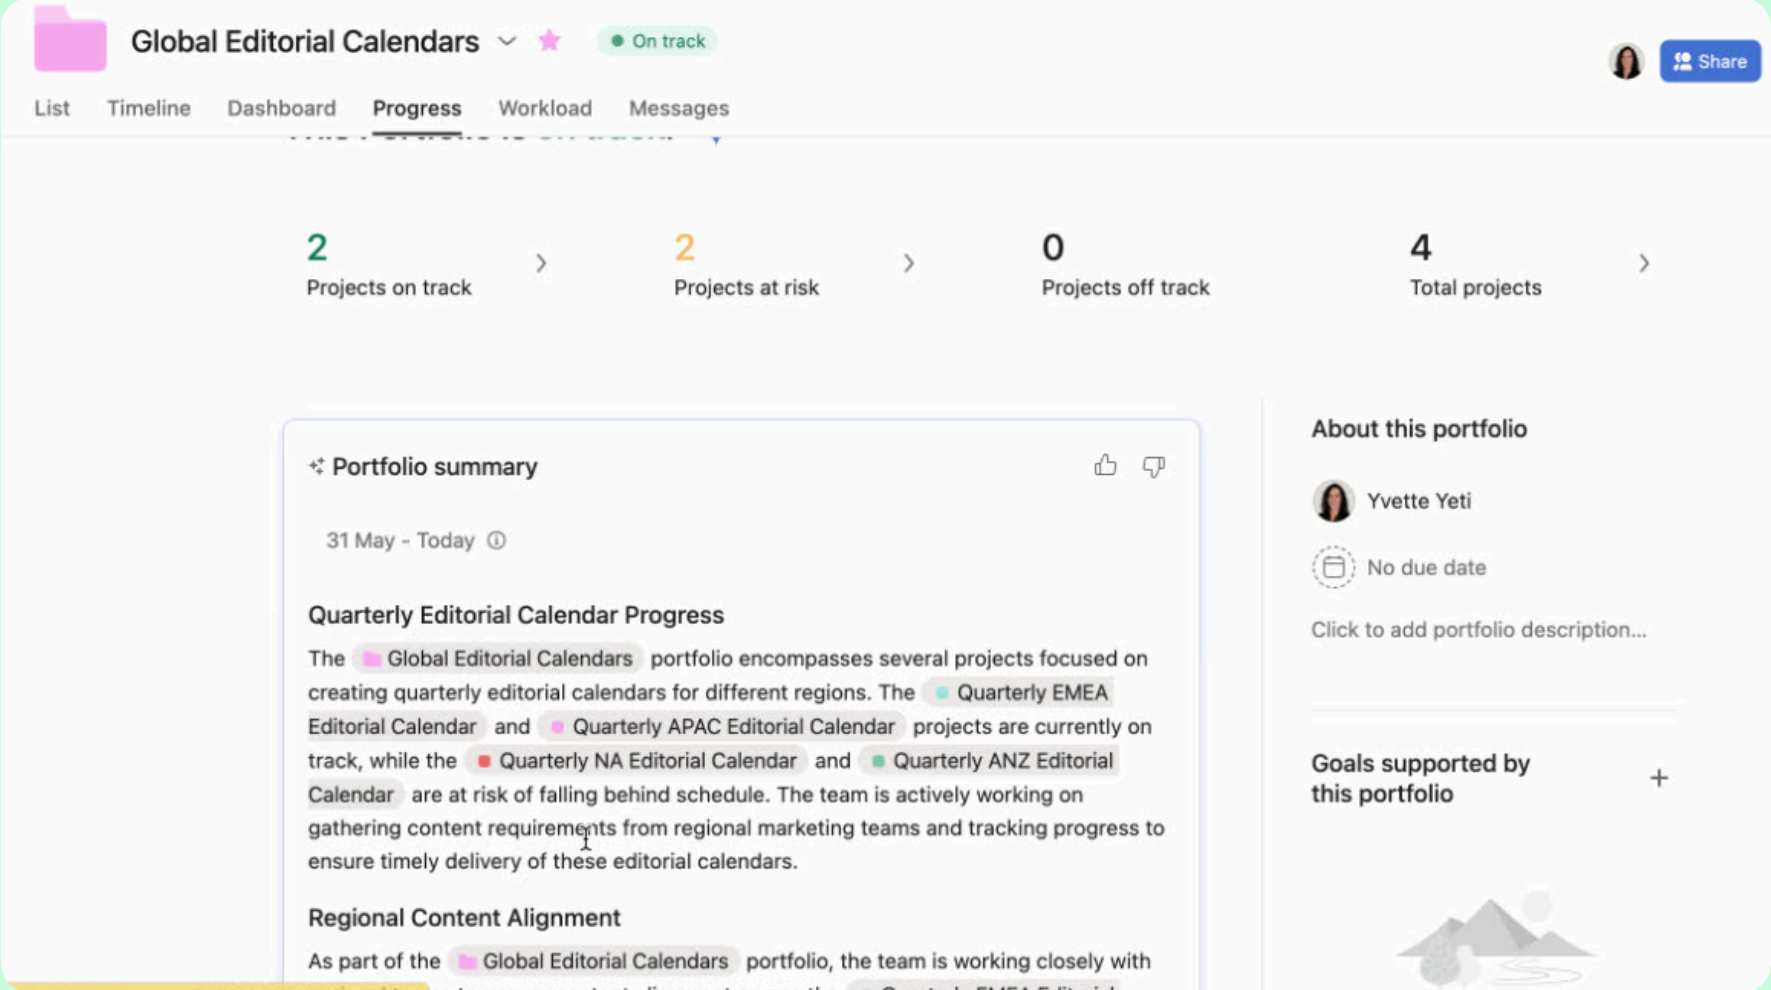 Global Editorial Calendars
On track
Share
List Timeline Dashboard Progress Workload Messages
This Portfolio is on track.
2
Projects on track
2
Projects at risk
0
Projects off track
4
Total projects
Portfolio summary
31 May - Today
Quarterly Editorial Calendar Progress
The Global Editorial Calendars portfolio encompasses several projects focused on
creating quarterly editorial calendars for different regions. The Quarterly EMEA
Editorial Calendar and Quarterly APAC Editorial Calendar projects are currently on
track, while the Quarterly NA Editorial Calendar and Quarterly ANZ Editorial
Calendar are at risk of falling behind schedule. The team is actively working on
gathering content requirements from regional marketing teams and tracking progress to
ensure timely delivery of these editorial calendars.
Regional Content Alignment
As part of the Global Editorial Calendars portfolio, the team is working closely with
About this portfolio
Yvette Yeti
No due date
Click to add portfolio description...
Goals supported by
this portfolio